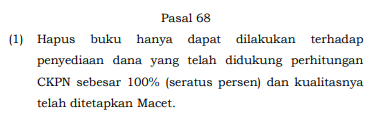 Pasal 68
(1) Hapus buku hanya dapat dilakukan terhadap
penyediaan dana yang telah didukung perhitungan
CKPN sebesar 100% (seratus persen) dan kualitasnya
telah ditetapkan Macet.